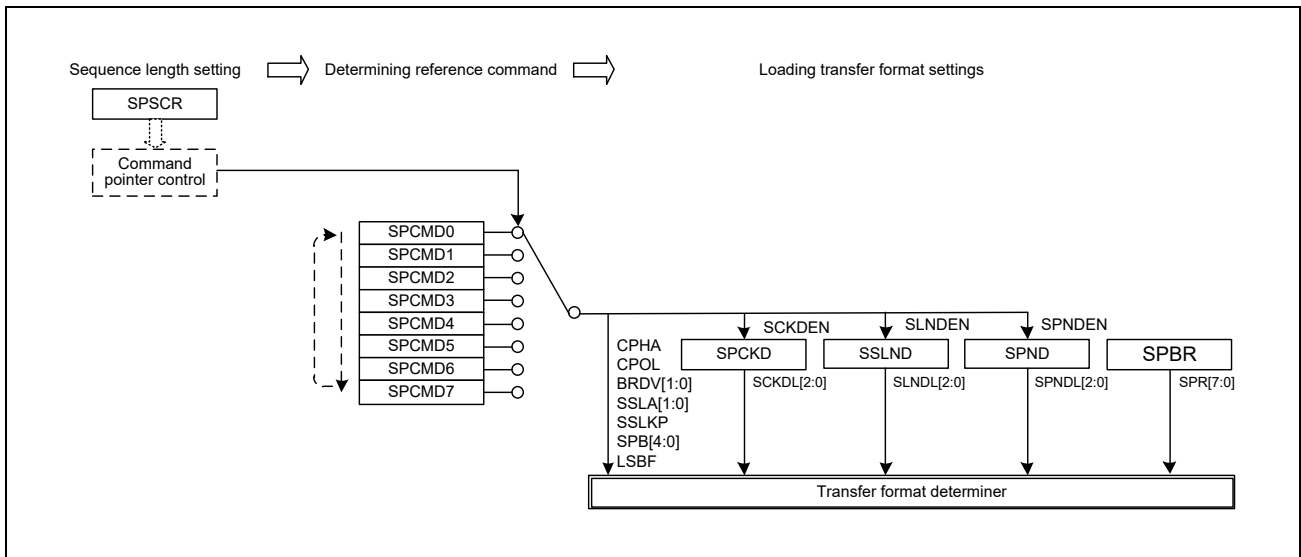 Sequence length setting
Determining reference command
Loading transfer format settings
SPSCR
Command
pointer control
SPCMD0
SPCMD1
SPCMD2
SPCMD3
SPCMD4
SPCMD5
SPCMD6
SPCMD7
CPHA
CPOL
BRDV[1:0]
SSLA[1:0]
SSLKP
SPB[4:0]
LSBF
SCKDEN
SPCKD
SCKDL[2:0]
SLNDEN
SSLND
SLNDL[2:0]
SPNDEN
SPND
SPNDL[2:0]
SPBR
SPR[7:0]
Transfer format determiner